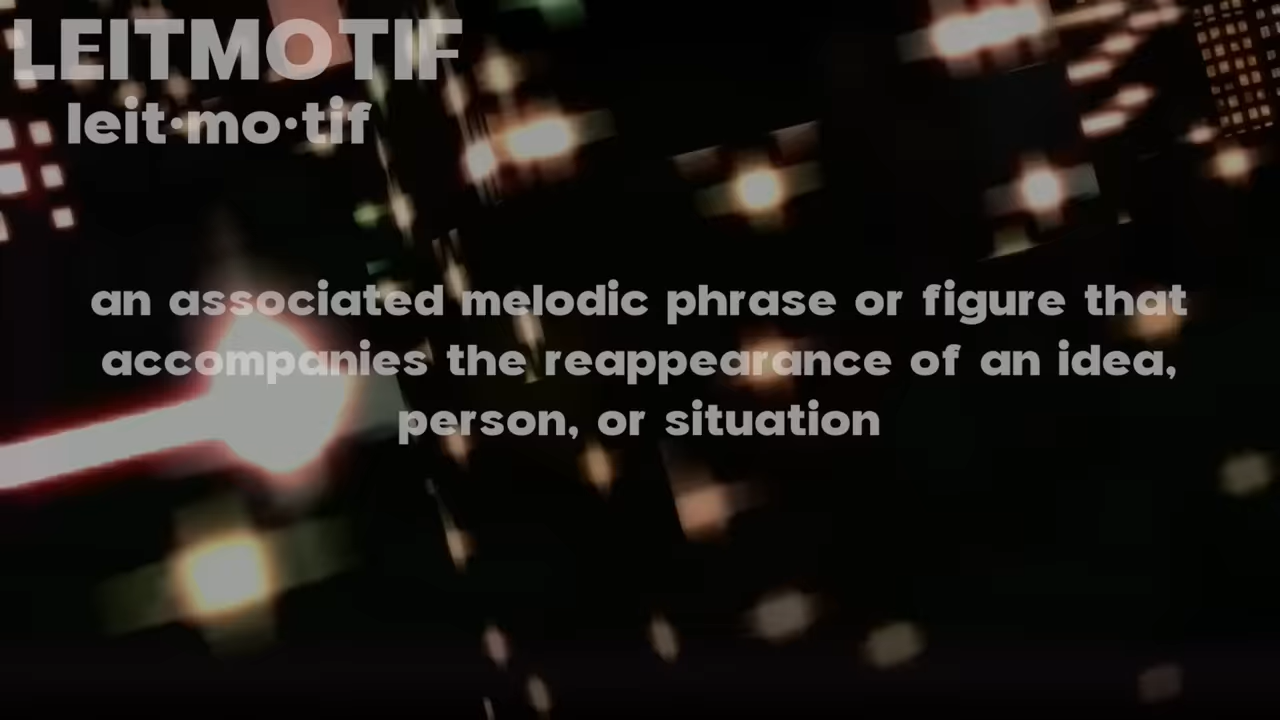 LEITMOTIF
leit·mo·tif
an associated melodic phrase or figure that
accompanies the reappearance of an idea,
person, or situation